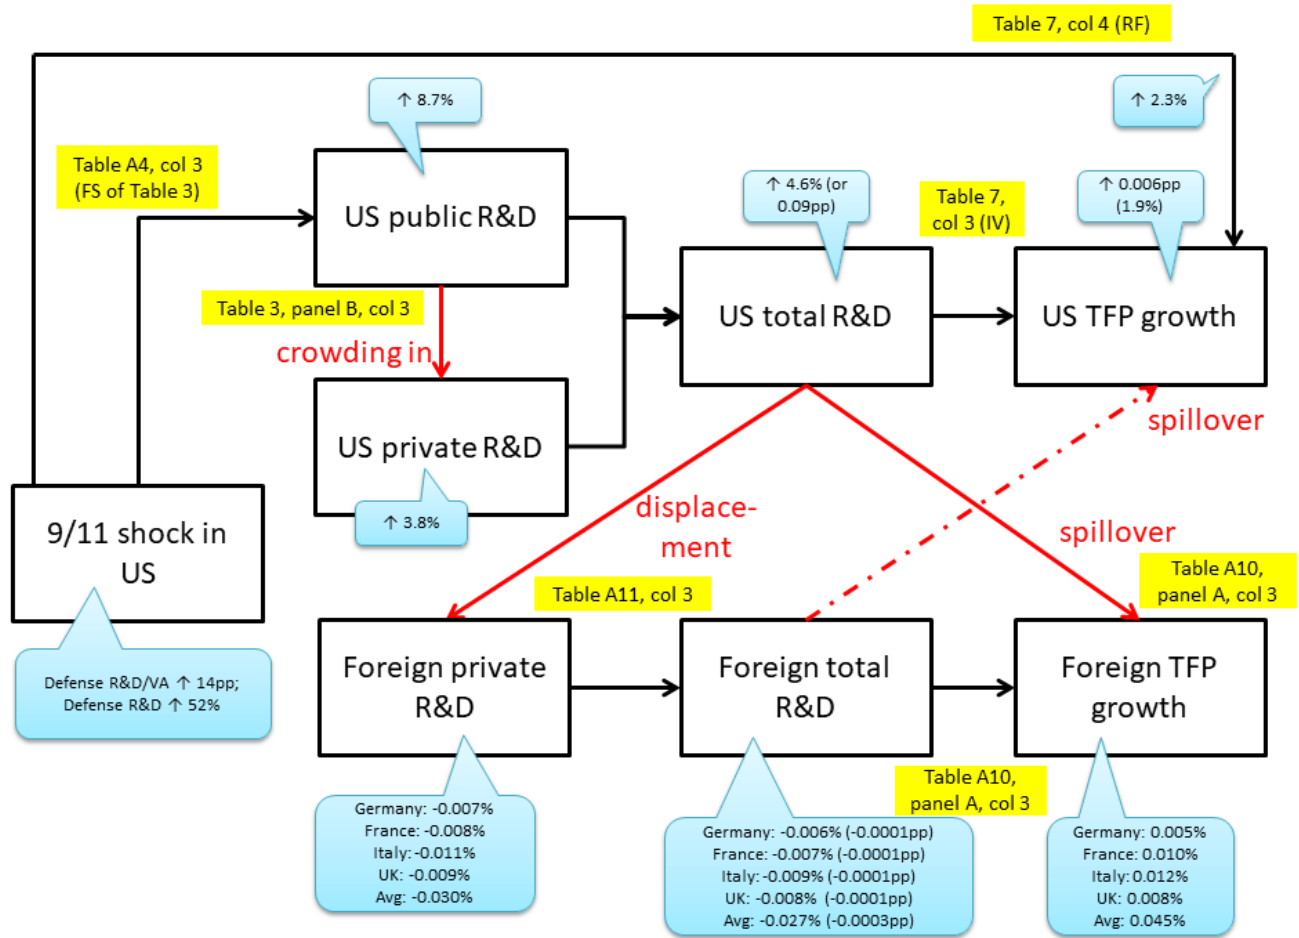 Table 7, col 4 (RF)
↑ 8.7%
↑ 2.3%
Table A4, col 3
(FS of Table 3)
US public R&D
↑ 4.6% (or
0.09pp)
Table 7,
col 3 (IV)
↑ 0.006pp
(1.9%)
Table 3, panel B, col 3
crowding in
US total R&D
US TFP growth
US private R&D
↑ 3.8%
spillover
9/11 shock in
US
displace-
ment
spillover
Table A11, col 3
Table A10,
panel A, col 3
Defense R&D/VA ↑ 14pp;
Defense R&D ↑ 52%
Foreign private
R&D
Foreign total
R&D
Foreign TFP
growth
Table A10,
panel A, col 3
Germany: -0.007%
France: -0.008%
Italy: -0.011%
UK: -0.009%
Avg: -0.030%
Germany: -0.006% (-0.0001pp)
France: -0.007% (-0.0001pp)
Italy: -0.009% (-0.0001pp)
UK: -0.008%  (-0.0001pp)
Avg: -0.027% (-0.0003pp)
Germany: 0.005%
France: 0.010%
Italy: 0.012%
UK: 0.008%
Avg: 0.045%